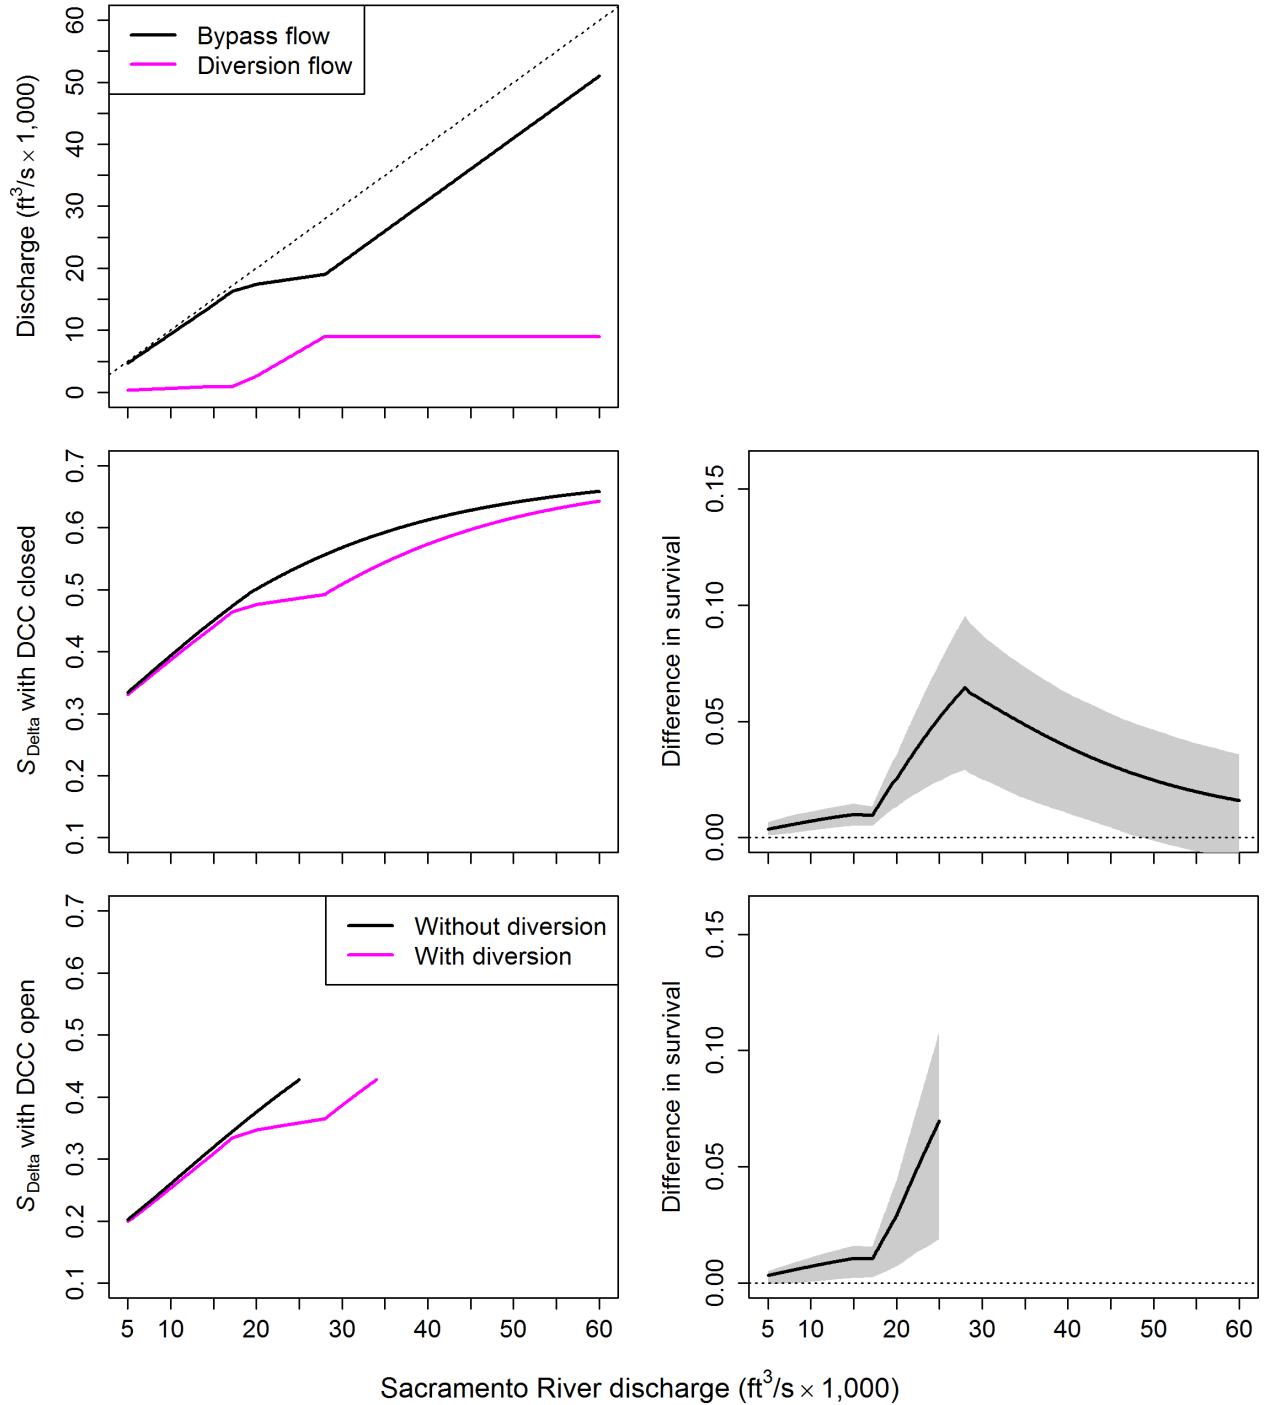 Bypass flow
Diversion flow
Discharge (ft³/s × 1,000)
0 10 20 30 40 50 60
S_Delta with DCC closed
0.1 0.2 0.3 0.4 0.5 0.6 0.7
Difference in survival
0.00 0.05 0.10 0.15
Without diversion
With diversion
S_Delta with DCC open
0.1 0.2 0.3 0.4 0.5 0.6 0.7
5 10 20 30 40 50 60
Difference in survival
0.00 0.05 0.10 0.15
5 10 20 30 40 50 60
Sacramento River discharge (ft³/s × 1,000)